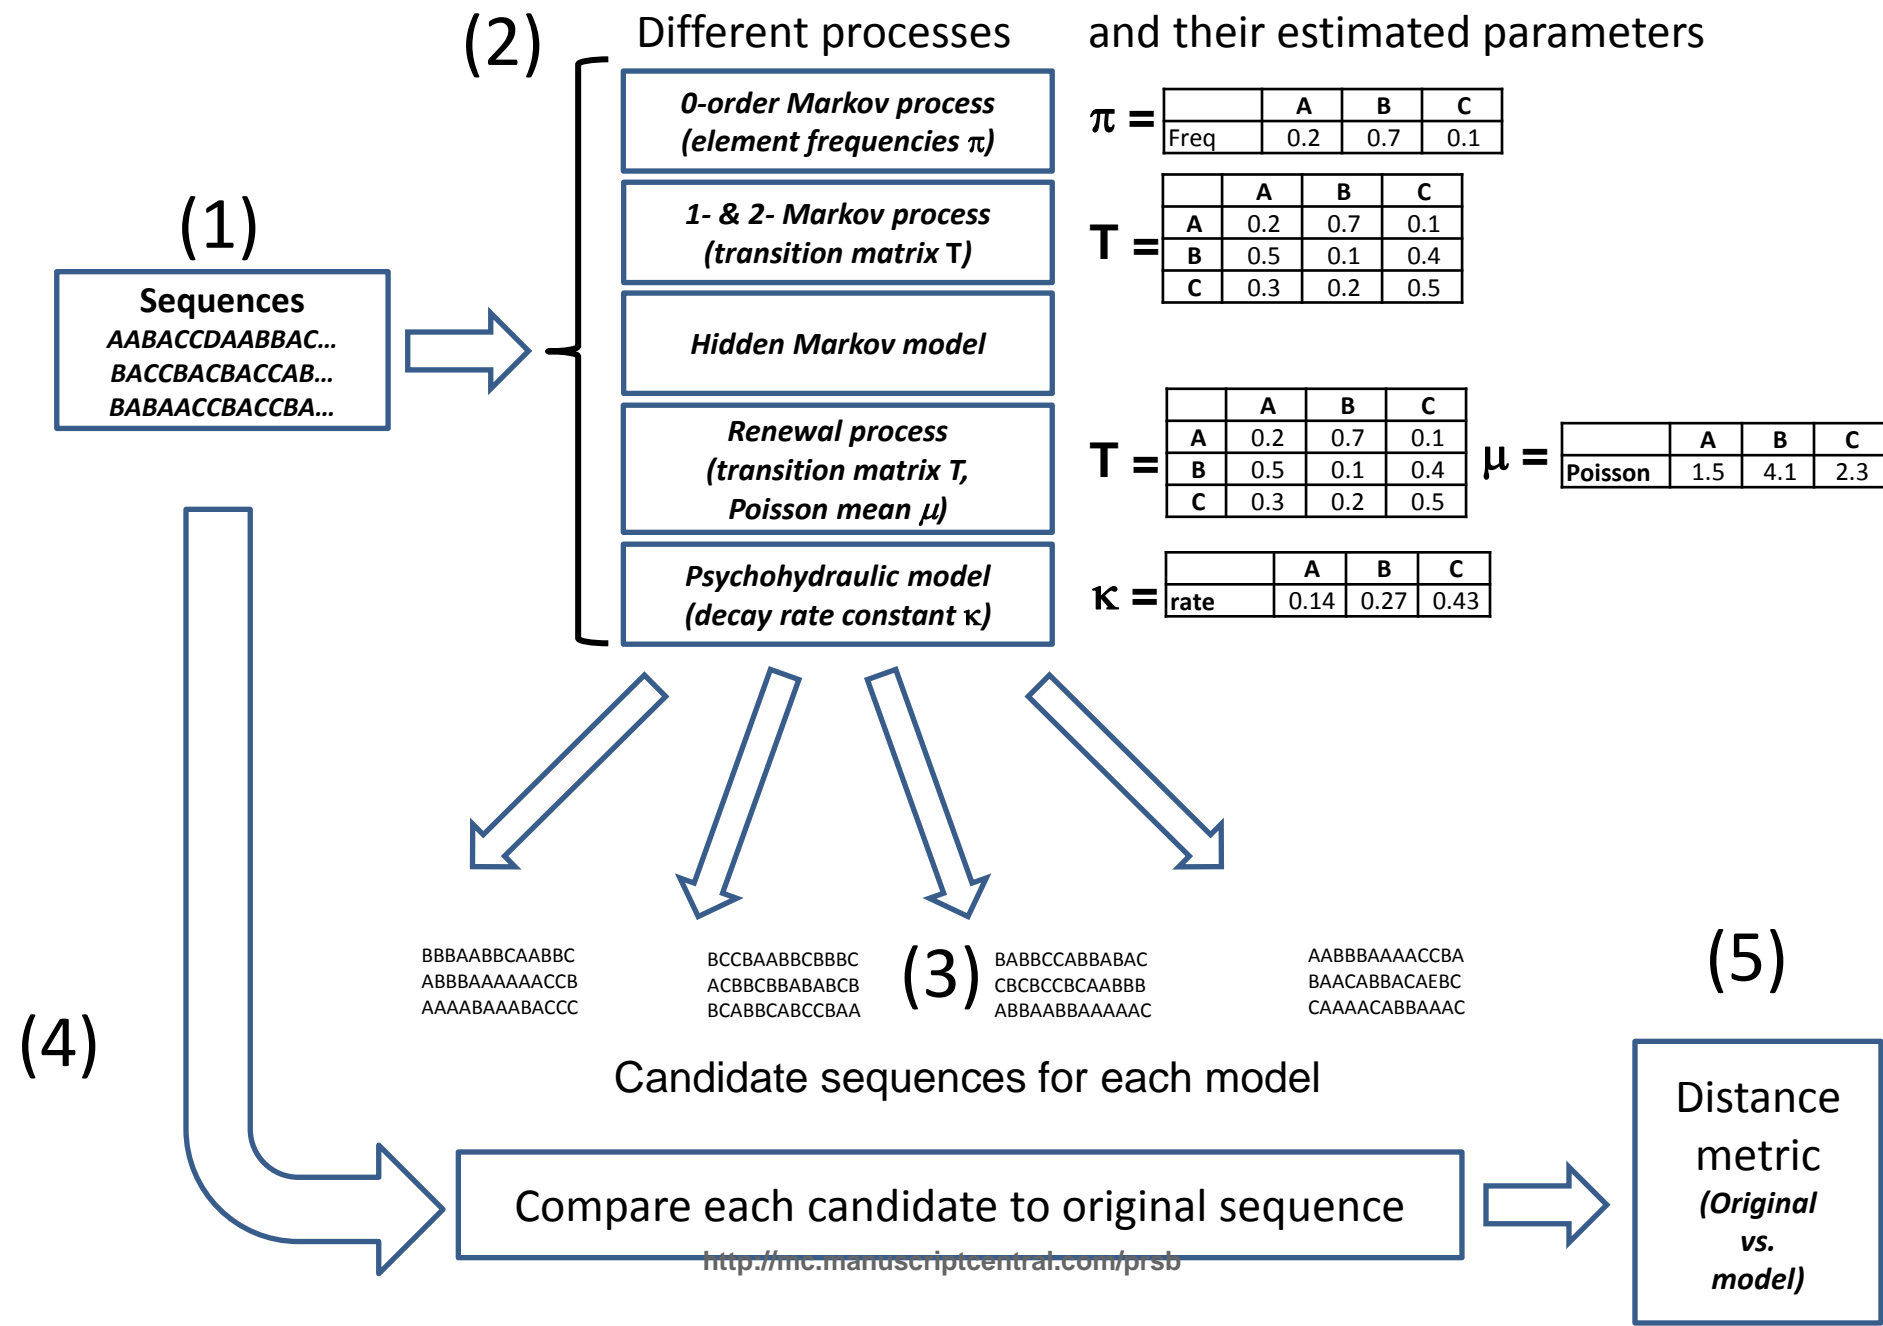 (2) Different processes and their estimated parameters
0-order Markov process
(element frequencies π)
π =
A B C
Freq 0.2 0.7 0.1
(1)
Sequences
AABACCDAABBAC...
BACCBACBACCAB...
BABAACCBACCBA...
1- & 2- Markov process
(transition matrix T)
T =
A B C
A 0.2 0.7 0.1
B 0.5 0.1 0.4
C 0.3 0.2 0.5
Hidden Markov model
Renewal process
(transition matrix T,
Poisson mean μ)
T =
A B C
A 0.2 0.7 0.1
B 0.5 0.1 0.4
C 0.3 0.2 0.5
μ =
A B C
Poisson 1.5 4.1 2.3
Psychohydraulic model
(decay rate constant κ)
κ =
A B C
rate 0.14 0.27 0.43
BBBAABBCAABBC
ABBBAAAAAACCB
AAAABAAABACCC
BCCBAABBCBBBC
ACBBCBBABABCB
BCABBCABCCBAA
(3)
BABBCCABBABAC
CBCBCCBCAABBB
ABBAABBAAAAAC
AABBBAAAACCBA
BAACABBACAEBC
CAAAACABBAAAC
Candidate sequences for each model
(4)
Compare each candidate to original sequence
(5)
Distance
metric
(Original
vs.
model)
http://mc.manuscriptcentral.com/prsb